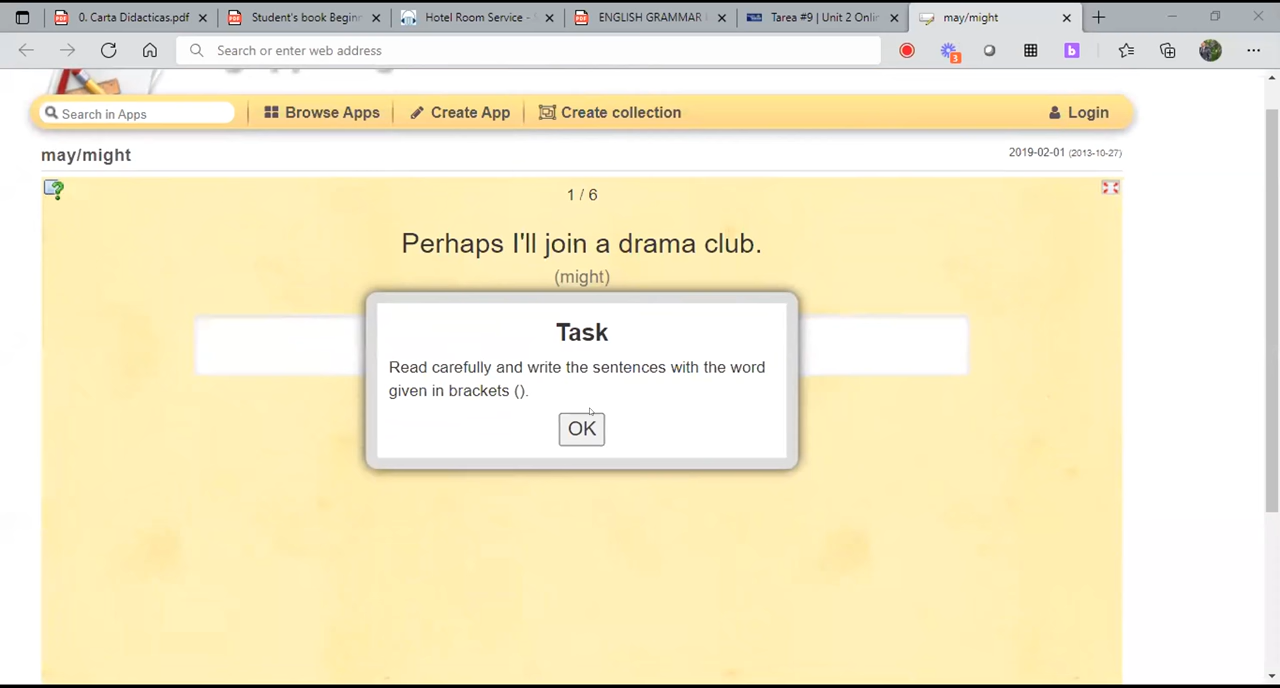 0. Carta Didacticas.pdf
Student's book Beginn
Hotel Room Service -
ENGLISH GRAMMAR
Tarea #9 | Unit 2 Onlin
may/might
Search or enter web address
3
b
Search in Apps
Browse Apps
Create App
Create collection
Login
may/might
2019-02-01 (2013-10-27)
1 / 6
Perhaps I'll join a drama club.
(might)
Task
Read carefully and write the sentences with the word
given in brackets ().
OK